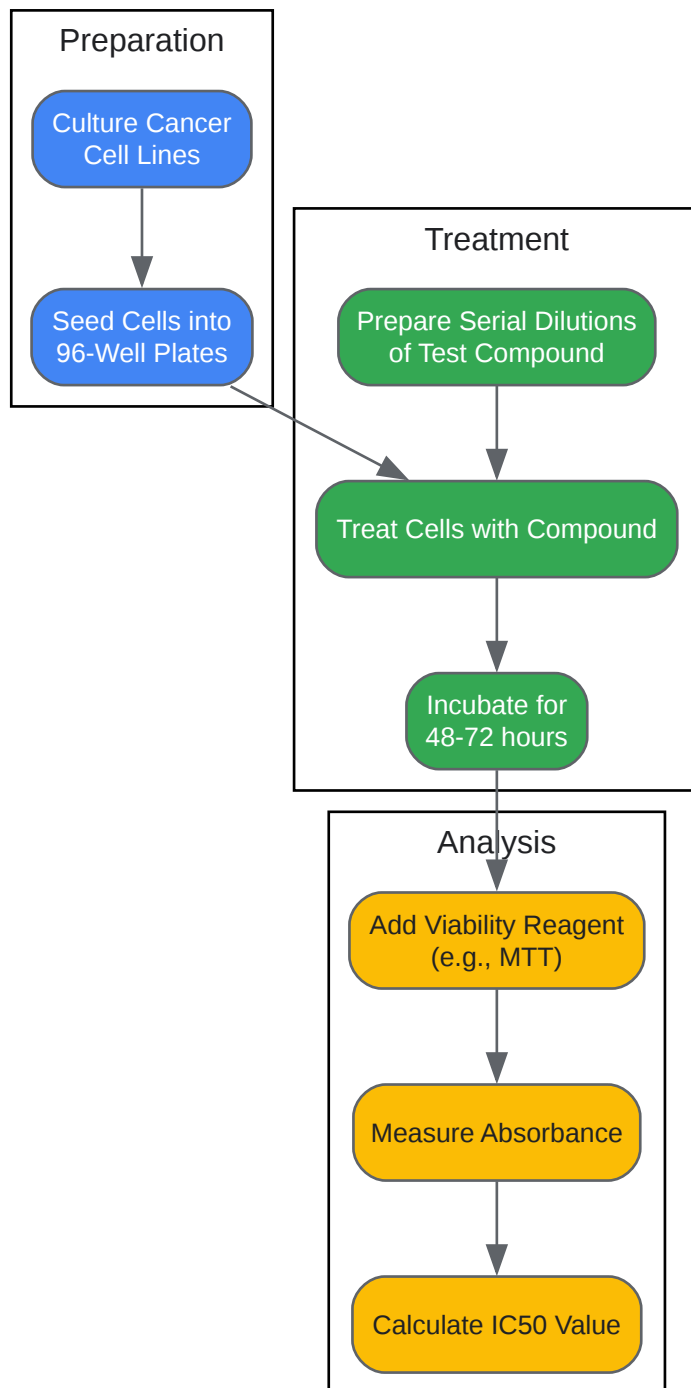 Preparation
Culture Cancer
Cell Lines
Seed Cells into
96-Well Plates
Treatment
Prepare Serial Dilutions
of Test Compound
Treat Cells with Compound
Incubate for
48-72 hours
Analysis
Add Viability Reagent
(e.g., MTT)
Measure Absorbance
Calculate IC50 Value